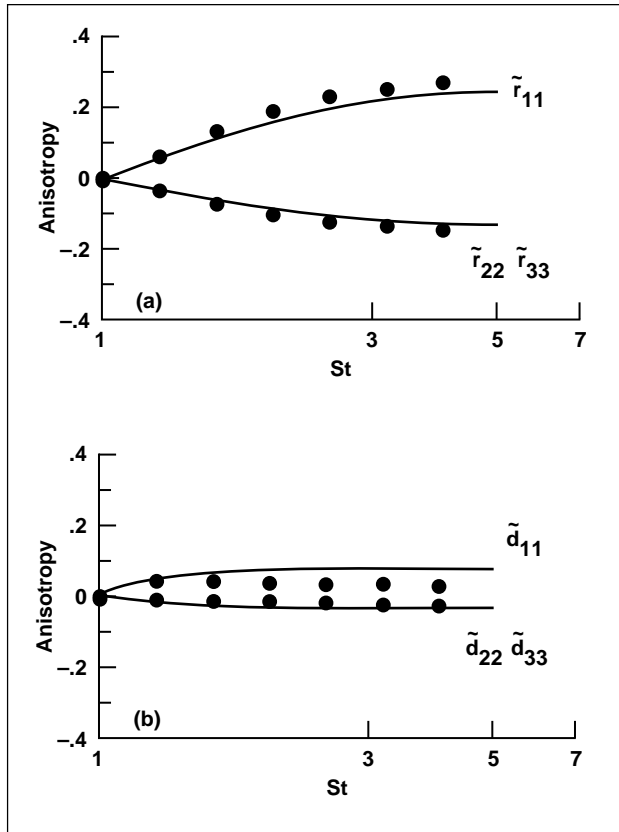 .4
.2
0
–.2
–.4
Anisotropy
r̃11
r̃22 r̃33
(a)
1 3 5 7
St
.4
.2
0
–.2
–.4
Anisotropy
d̃11
d̃22 d̃33
(b)
1 3 5 7
St